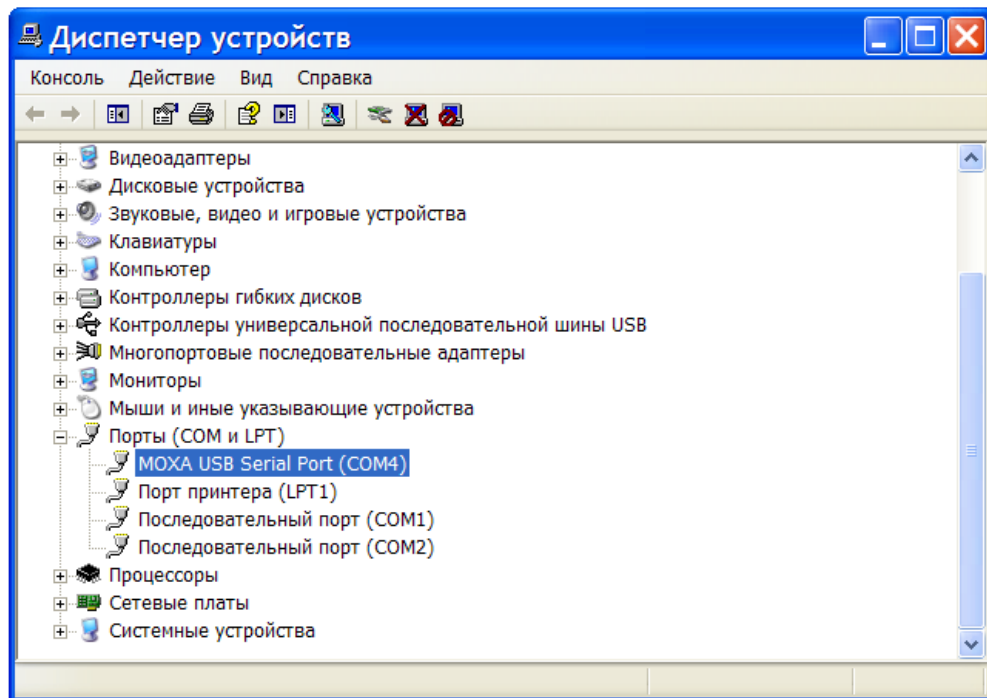 Диспетчер устройств
Консоль Действие Вид Справка
Видеоадаптеры
Дисковые устройства
Звуковые, видео и игровые устройства
Клавиатуры
Компьютер
Контроллеры гибких дисков
Контроллеры универсальной последовательной шины USB
Многопортовые последовательные адаптеры
Мониторы
Мыши и иные указывающие устройства
Порты (COM и LPT)
MOXA USB Serial Port (COM4)
Порт принтера (LPT1)
Последовательный порт (COM1)
Последовательный порт (COM2)
Процессоры
Сетевые платы
Системные устройства